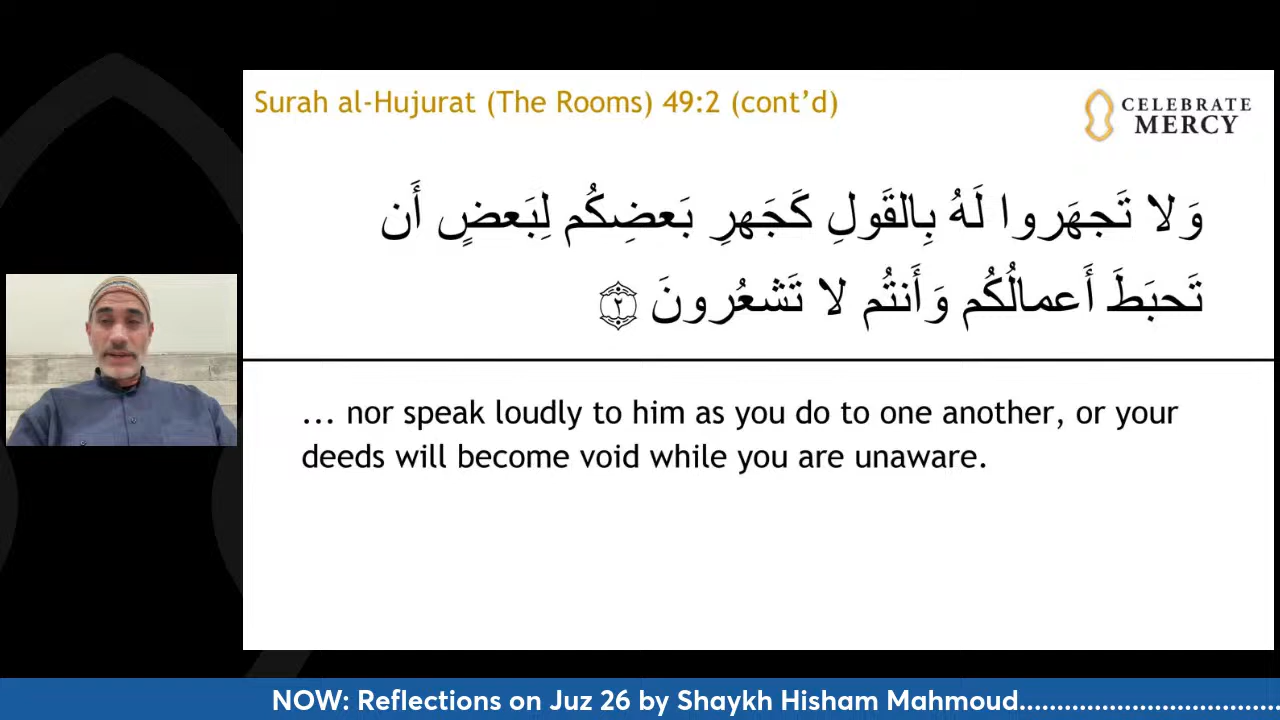 Surah al-Hujurat (The Rooms) 49:2 (cont’d)
CELEBRATE
MERCY
وَلا تَجهَروا لَهُ بِالقَولِ كَجَهرِ بَعضِكُم لِبَعضٍ أَن
تَحبَطَ أَعمالُكُم وَأَنتُم لا تَشعُرونَ ۝٢
... nor speak loudly to him as you do to one another, or your
deeds will become void while you are unaware.
NOW: Reflections on Juz 26 by Shaykh Hisham Mahmoud...................................